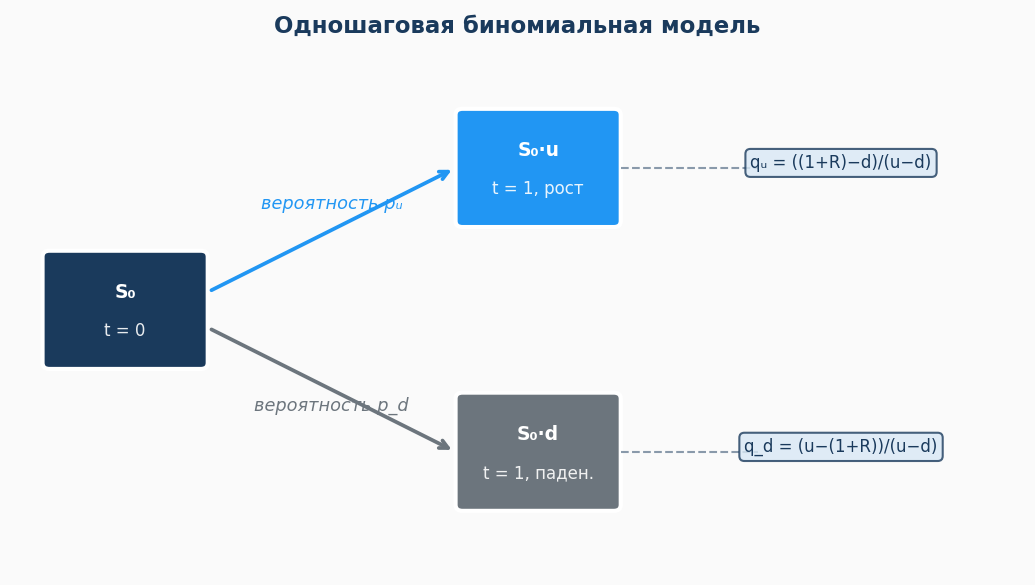 Одношаговая биномиальная модель
S₀·u
t = 1, рост
qᵤ = ((1+R)−d)/(u−d)
вероятность pᵤ
S₀
t = 0
вероятность p_d
S₀·d
t = 1, паден.
q_d = (u−(1+R))/(u−d)